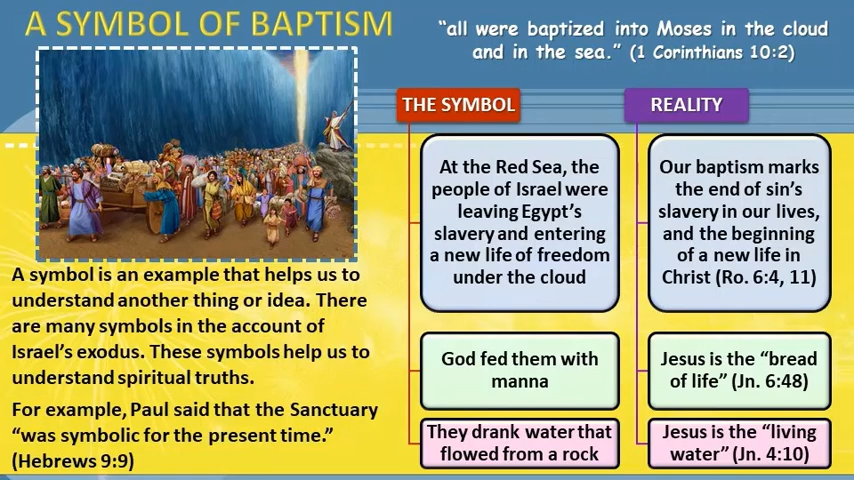 A SYMBOL OF BAPTISM
“all were baptized into Moses in the cloud
and in the sea.” (1 Corinthians 10:2)
A symbol is an example that helps us to
understand another thing or idea. There
are many symbols in the account of
Israel’s exodus. These symbols help us to
understand spiritual truths.
For example, Paul said that the Sanctuary
“was symbolic for the present time.”
(Hebrews 9:9)
THE SYMBOL
At the Red Sea, the
people of Israel were
leaving Egypt’s
slavery and entering
a new life of freedom
under the cloud
God fed them with
manna
They drank water that
flowed from a rock
REALITY
Our baptism marks
the end of sin’s
slavery in our lives,
and the beginning
of a new life in
Christ (Ro. 6:4, 11)
Jesus is the “bread
of life” (Jn. 6:48)
Jesus is the “living
water” (Jn. 4:10)